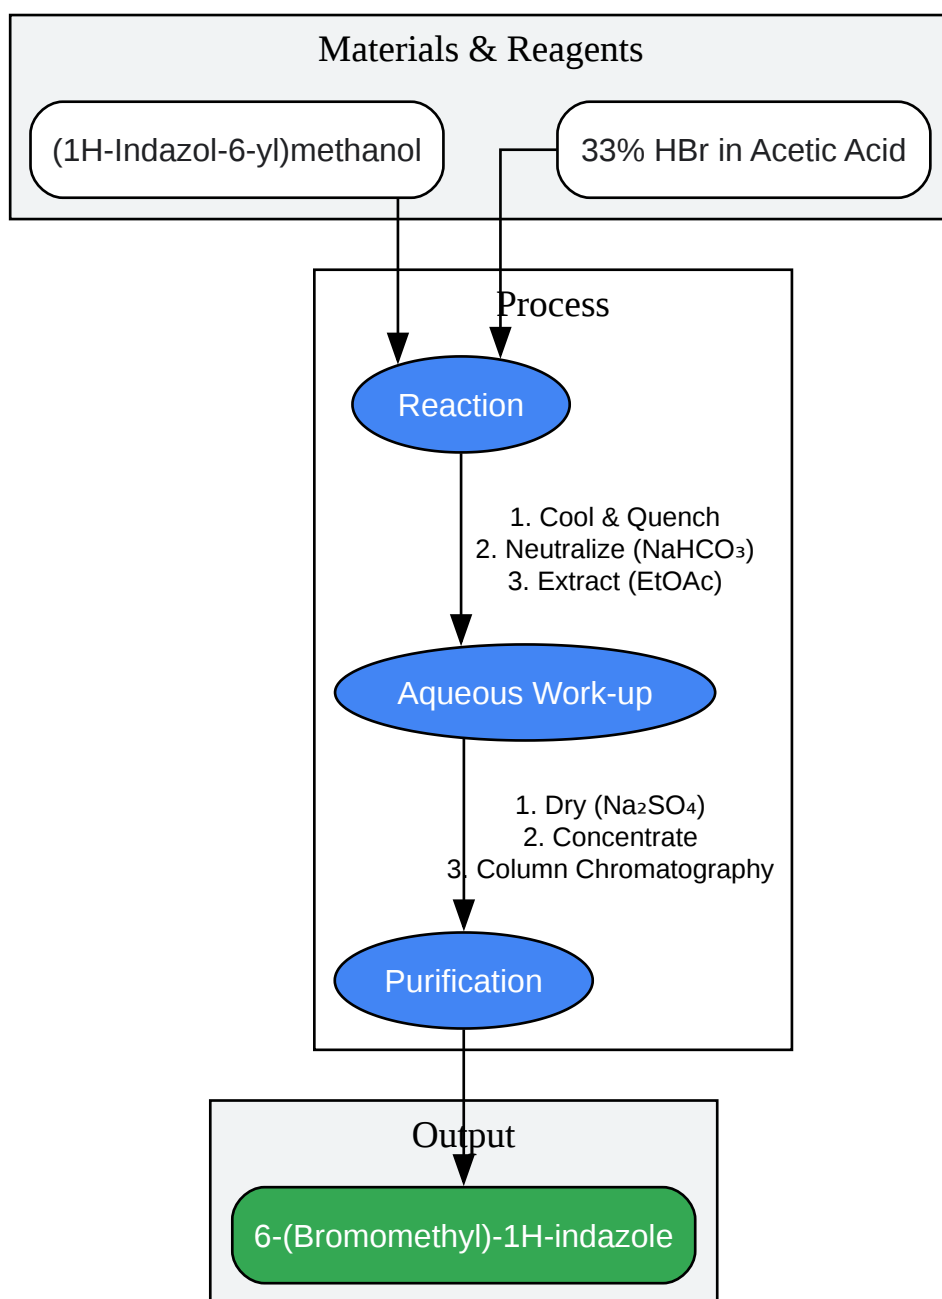 Materials & Reagents
(1H-Indazol-6-yl)methanol
33% HBr in Acetic Acid
Process
Reaction
1. Cool & Quench
2. Neutralize (NaHCO₃)
3. Extract (EtOAc)
Aqueous Work-up
1. Dry (Na₂SO₄)
2. Concentrate
3. Column Chromatography
Purification
Output
6-(Bromomethyl)-1H-indazole